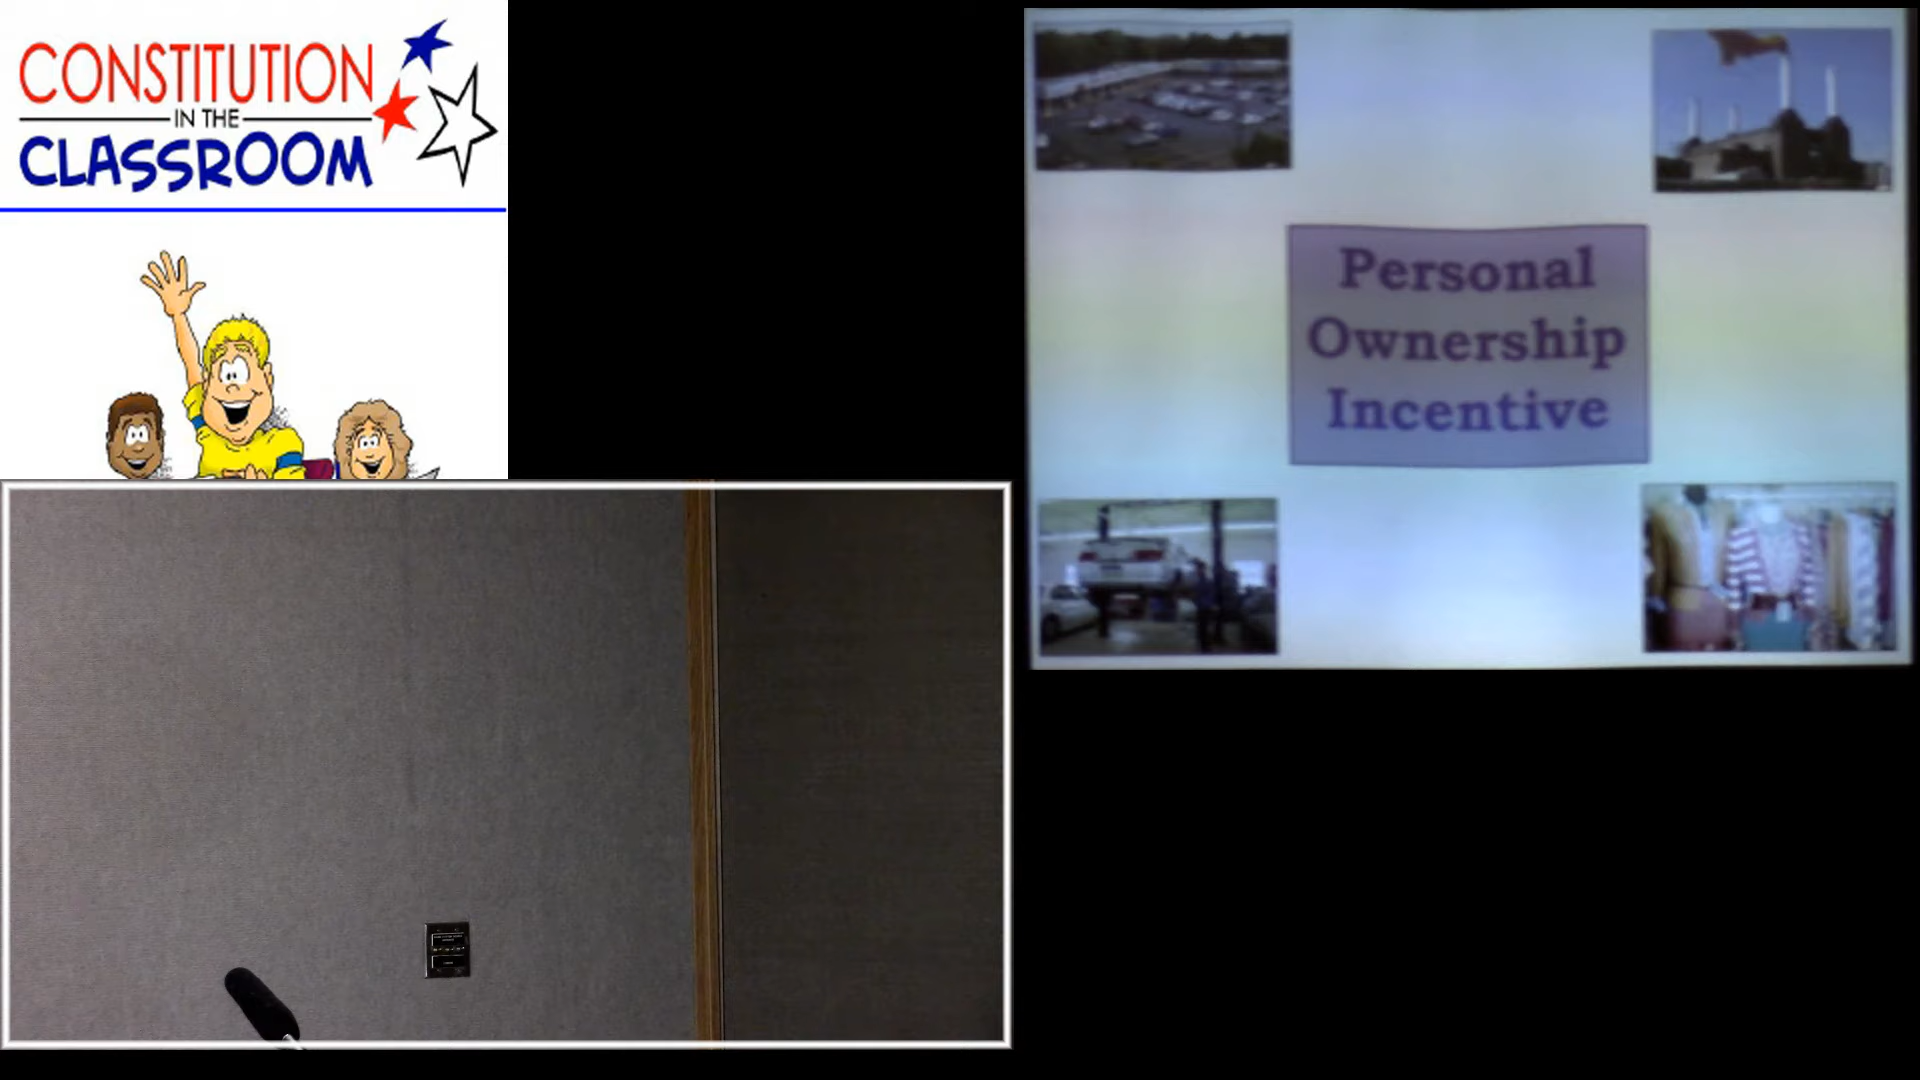 CONSTITUTION
IN THE
CLASSROOM
Personal
Ownership
Incentive